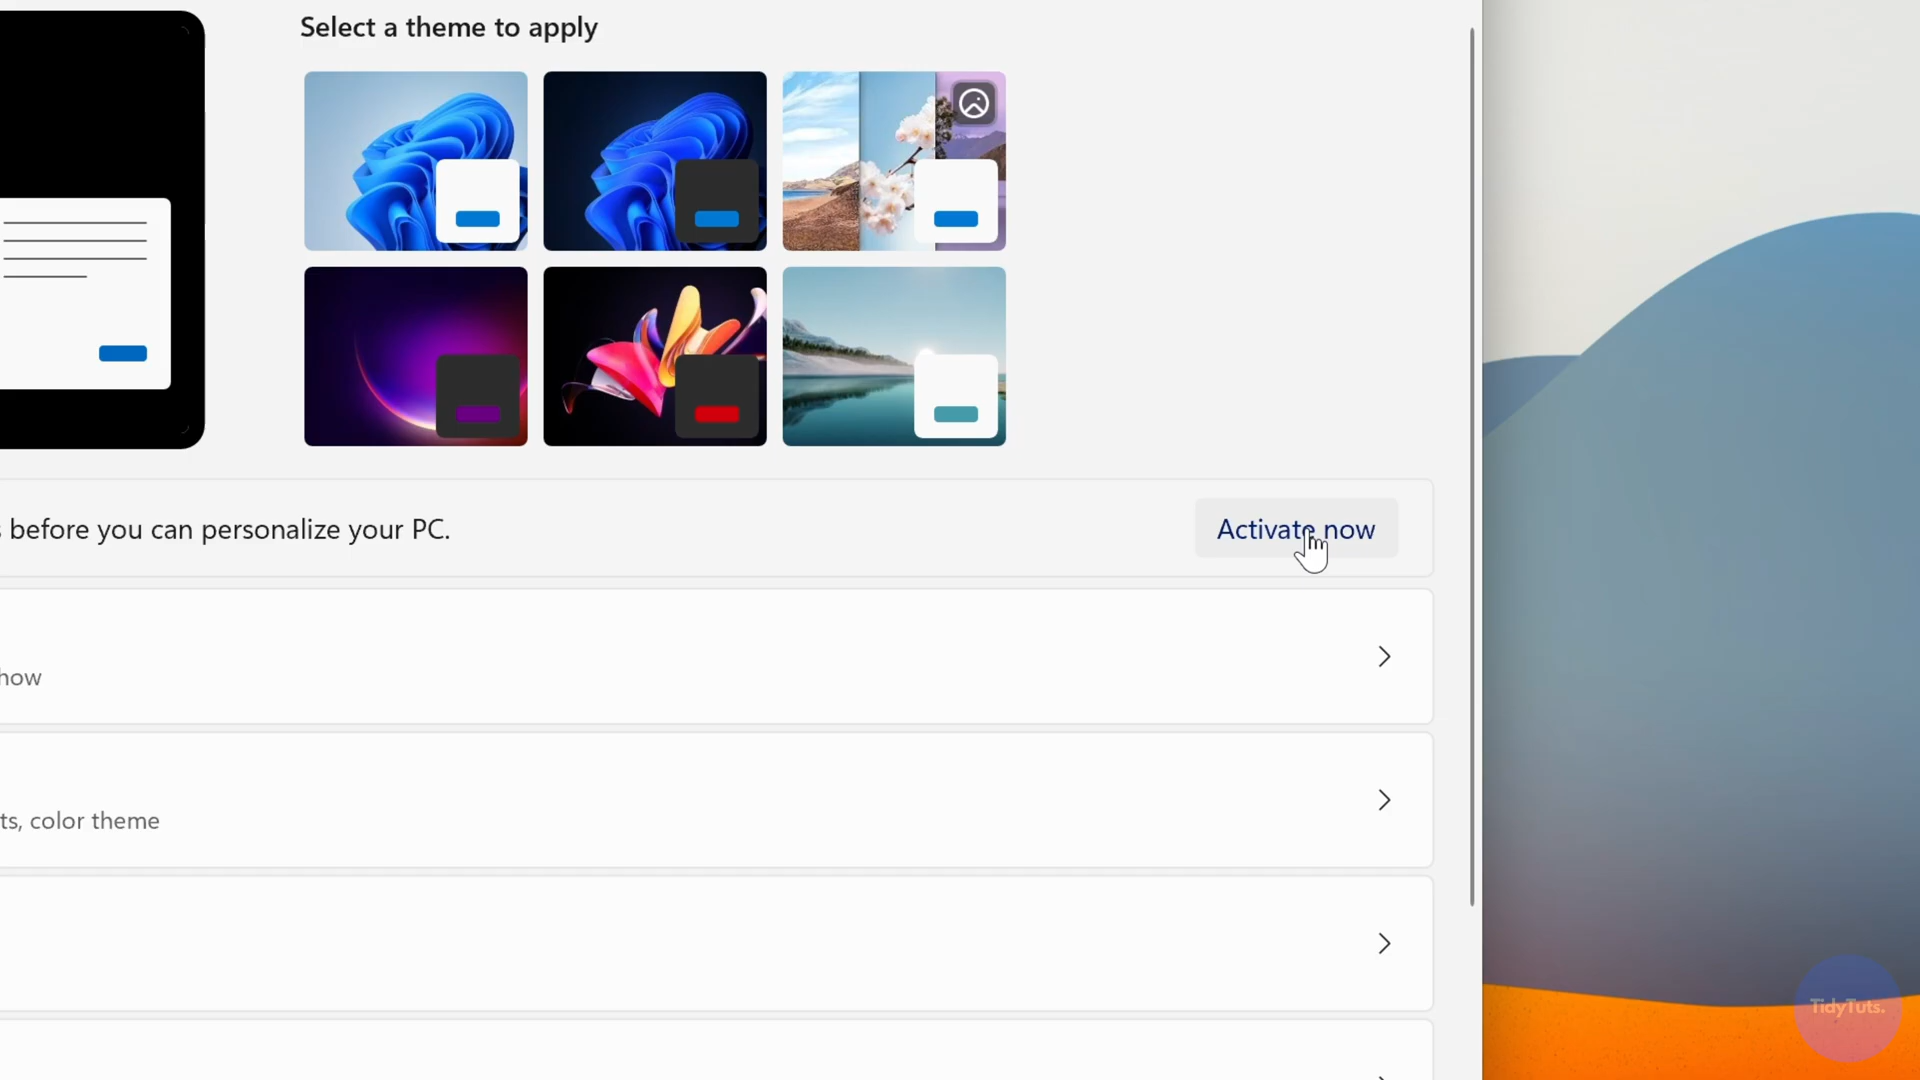 Select a theme to apply
before you can personalize your PC.
Activate now
how
ts, color theme
TidyTuts.